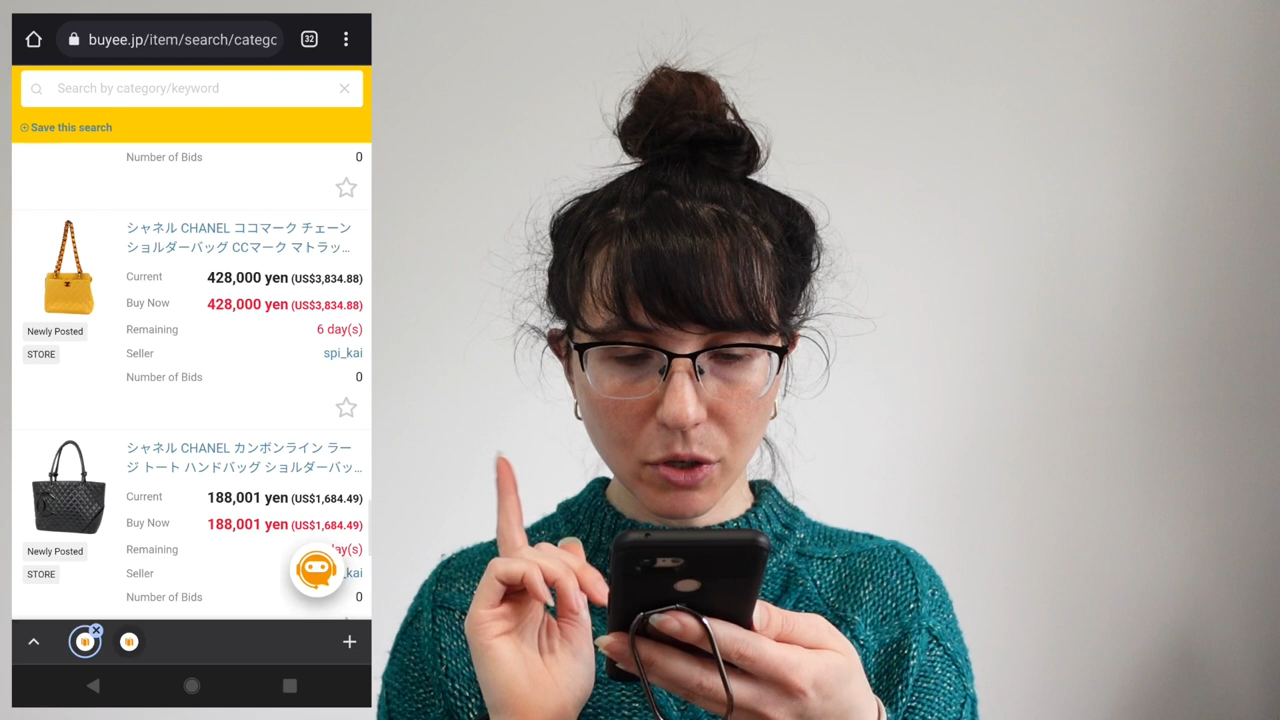 buyee.jp/item/search/catego
32
Search by category/keyword
Save this search
Number of Bids 0
シャネル CHANEL ココマーク チェーン
ショルダーバッグ CCマーク マトラッ...
Current 428,000 yen (US$3,834.88)
Buy Now 428,000 yen (US$3,834.88)
Newly Posted Remaining 6 day(s)
STORE Seller spi_kai
Number of Bids 0
シャネル CHANEL カンボンライン ラー
ジ トート ハンドバッグ ショルダーバッ...
Current 188,001 yen (US$1,684.49)
Buy Now 188,001 yen (US$1,684.49)
Newly Posted Remaining day(s)
STORE Seller _kai
Number of Bids 0